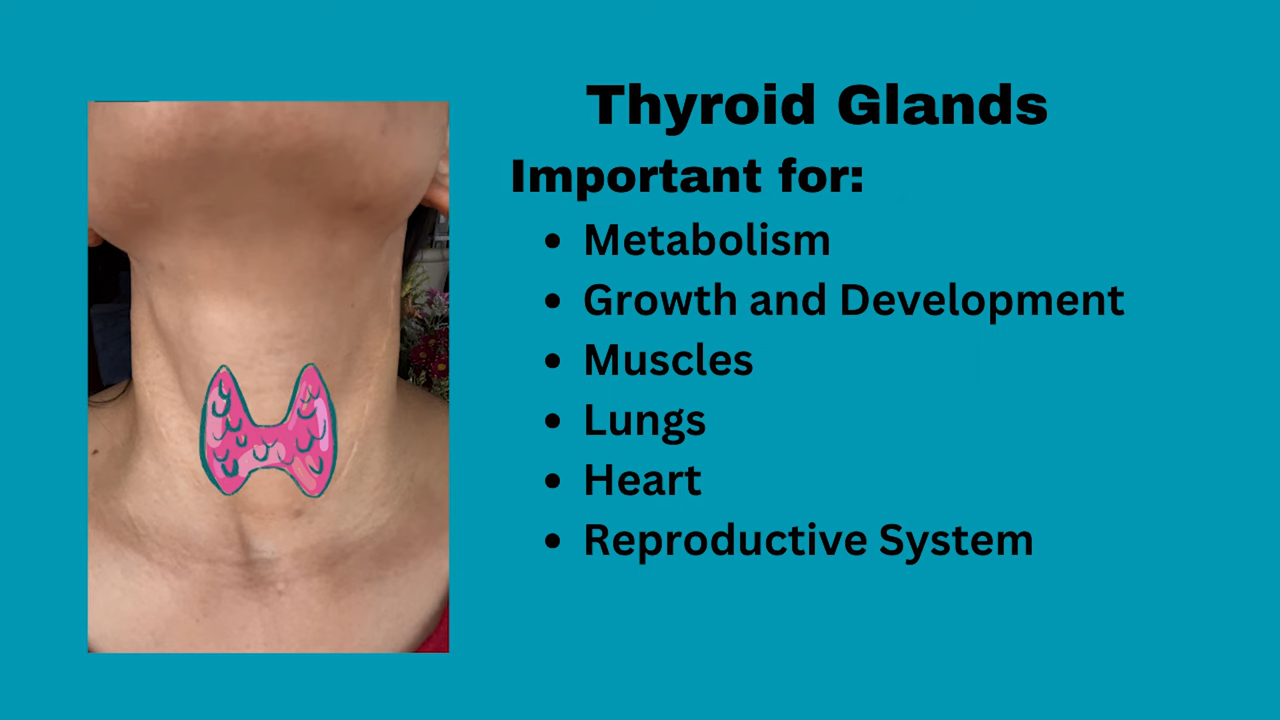 Thyroid Glands
Important for:
• Metabolism
• Growth and Development
• Muscles
• Lungs
• Heart
• Reproductive System